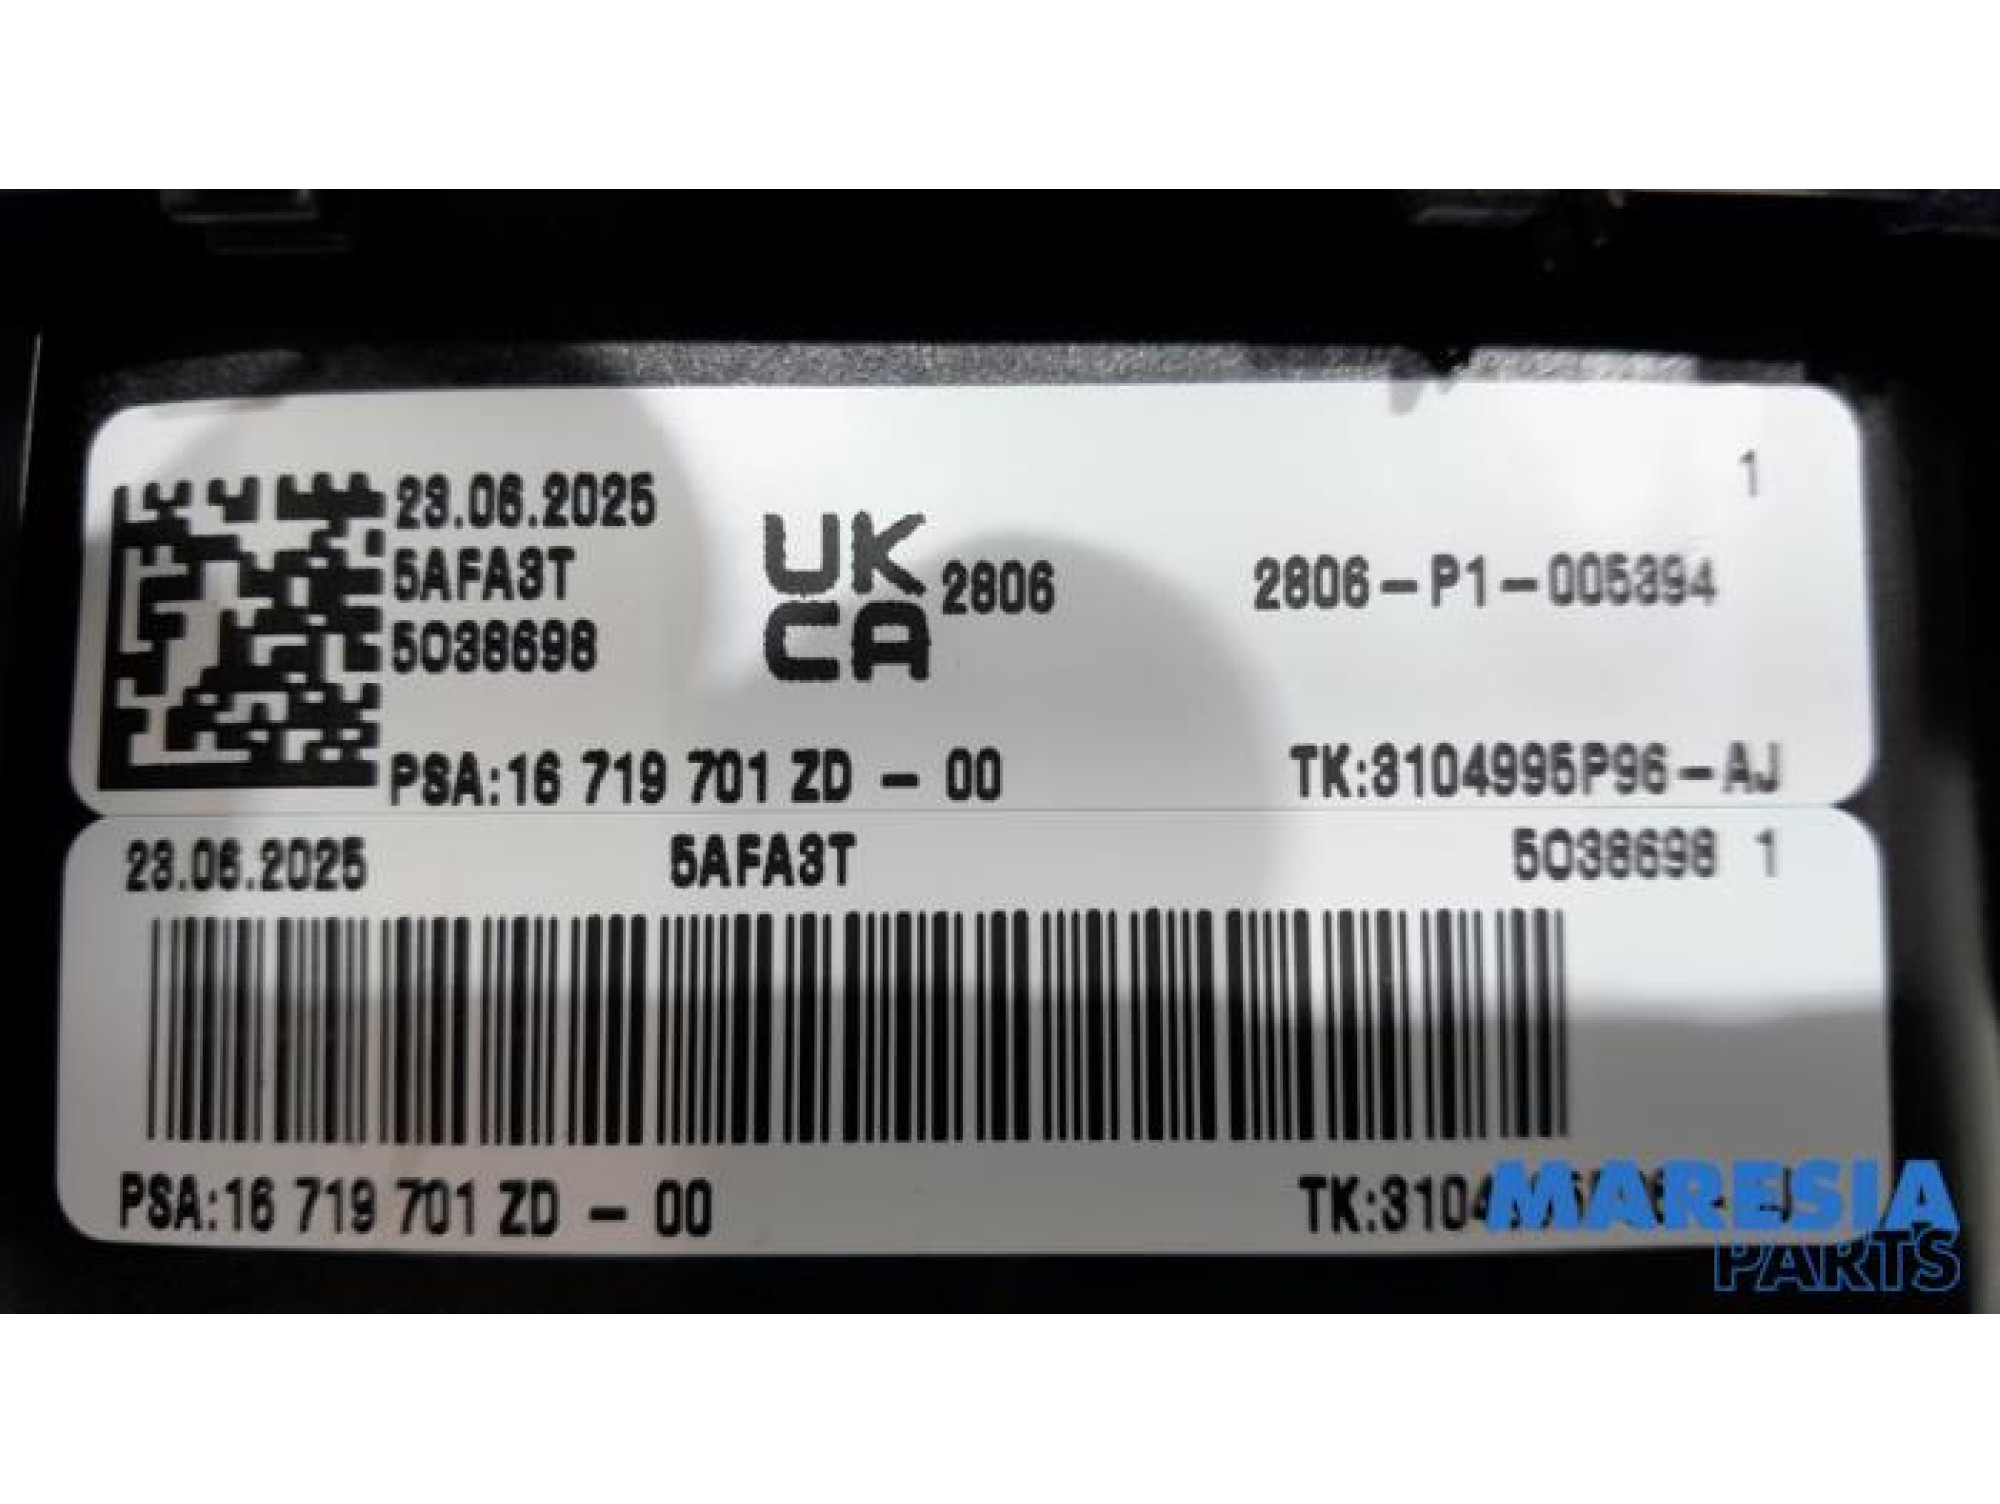 1
23.06.2025
5AFA3T
5038698
UK
CA 2806
2806-P1-005394
PSA:16 719 701 ZD - 00
TK:3104995P96-AJ
23.06.2025 5AFA3T 5038698 1
PSA:16 719 701 ZD - 00
MARESIA
PARTS